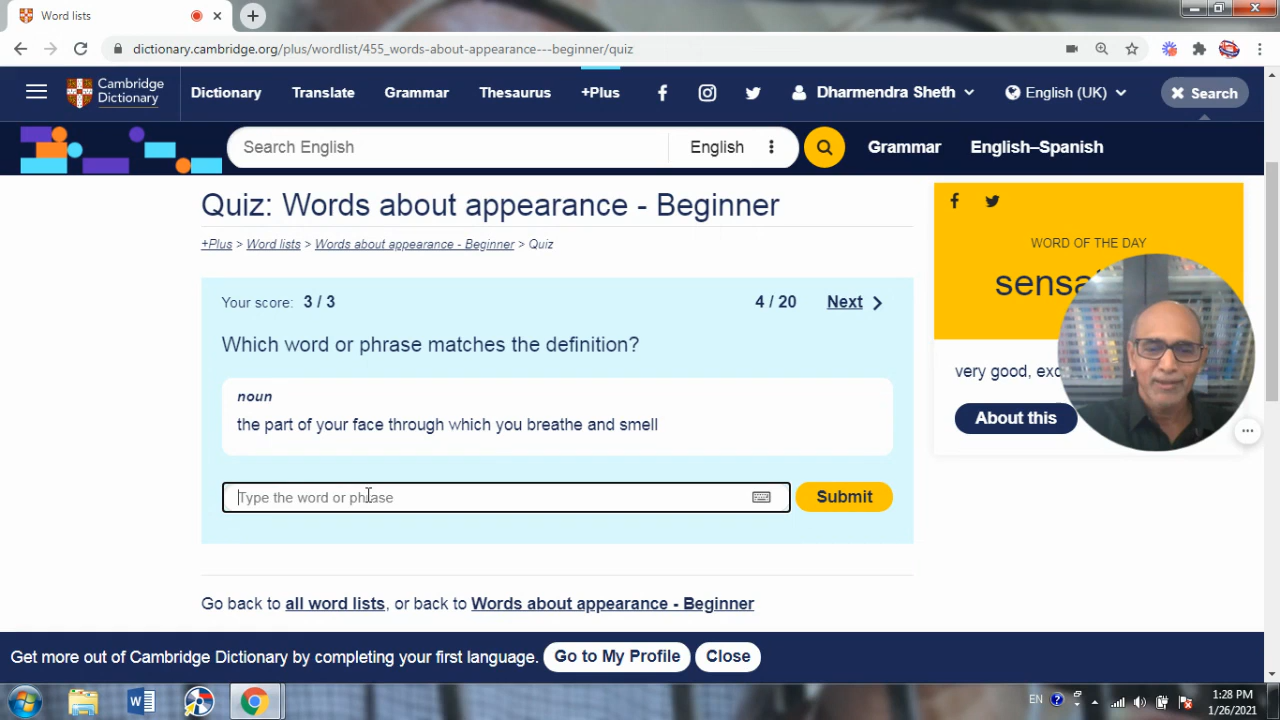 Word lists
dictionary.cambridge.org/plus/wordlist/455_words-about-appearance---beginner/quiz
Cambridge Dictionary
Dictionary Translate Grammar Thesaurus +Plus Dharmendra Sheth English (UK) Search
Search English English Grammar English–Spanish
Quiz: Words about appearance - Beginner
+Plus > Word lists > Words about appearance - Beginner > Quiz
WORD OF THE DAY
Your score: 3 / 3 4 / 20 Next
Which word or phrase matches the definition?
noun
the part of your face through which you breathe and smell
very good,
About this
Type the word or phrase Submit
Go back to all word lists, or back to Words about appearance - Beginner
Get more out of Cambridge Dictionary by completing your first language. Go to My Profile Close
EN 1:28 PM
1/26/2021